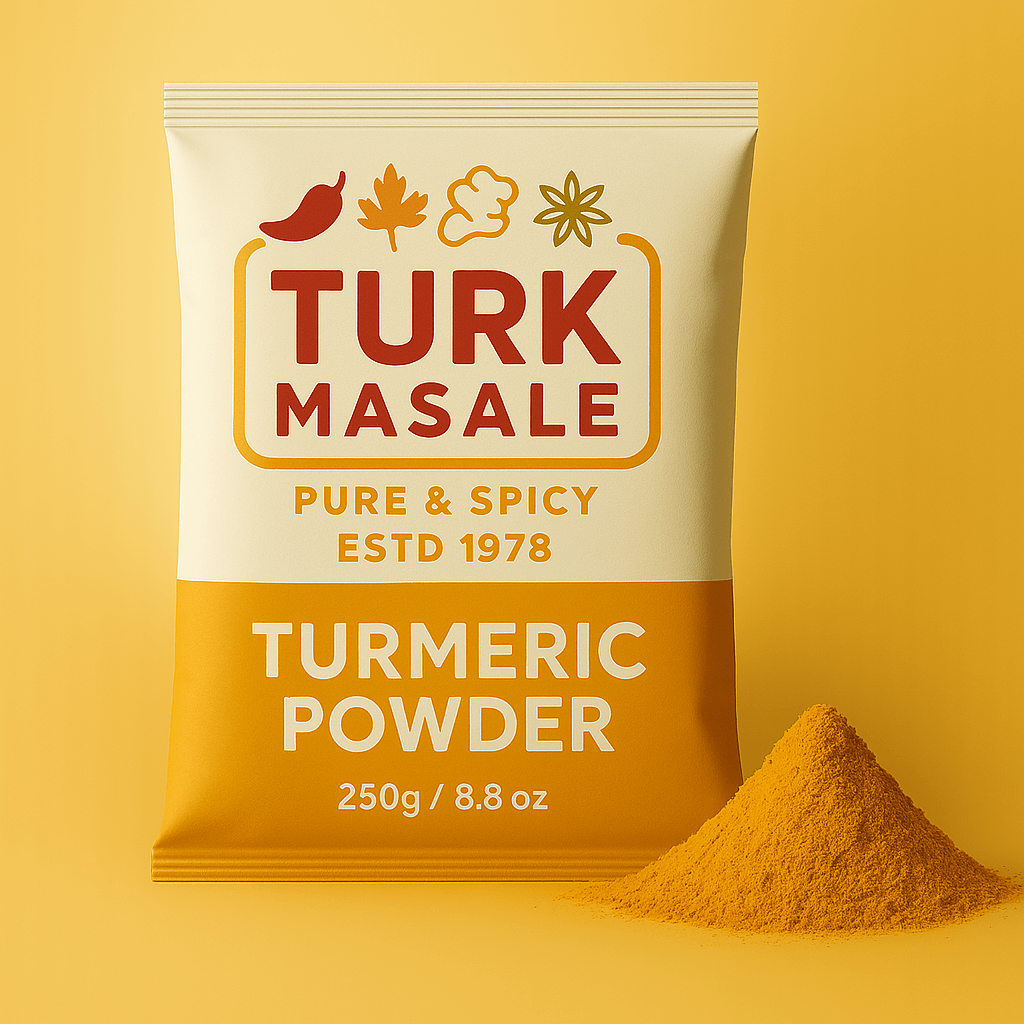 TURK
MASALE
PURE & SPICY
ESTD 1978
TURMERIC
POWDER
250g / 8.8 oz